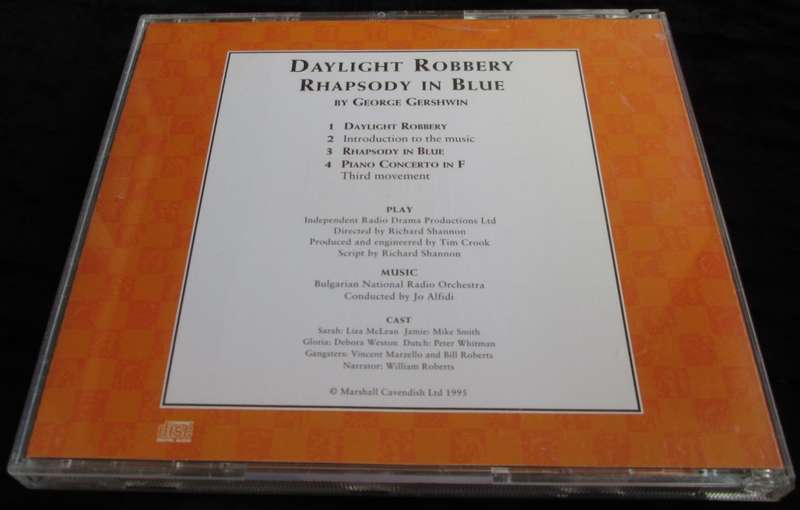 DAYLIGHT ROBBERY
RHAPSODY IN BLUE
BY GEORGE GERSHWIN
1 DAYLIGHT ROBBERY
2 Introduction to the music
3 RHAPSODY IN BLUE
4 PIANO CONCERTO IN F
Third movement
PLAY
Independent Radio Drama Productions Ltd
Directed by Richard Shannon
Produced and engineered by Tim Crook
Script by Richard Shannon
MUSIC
Bulgarian National Radio Orchestra
Conducted by Jo Alfidi
CAST
Sarah: Liza McLean Jamie: Mike Smith
Gloria: Debora Weston Dutch: Peter Whitman
Gangsters: Vincent Marzello and Bill Roberts
Narrator: William Roberts
© Marshall Cavendish Ltd 1995
COMPACT
disc
DIGITAL AUDIO